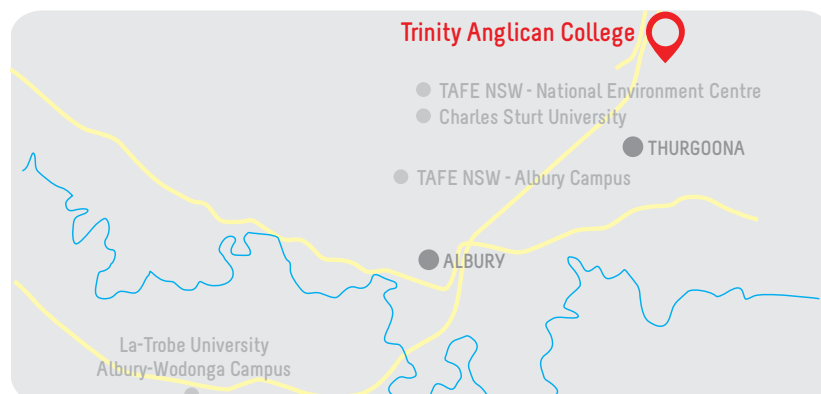 Trinity Anglican College
TAFE NSW - National Environment Centre
Charles Sturt University
THURGOONA
TAFE NSW - Albury Campus
ALBURY
La-Trobe University
Albury-Wodonga Campus